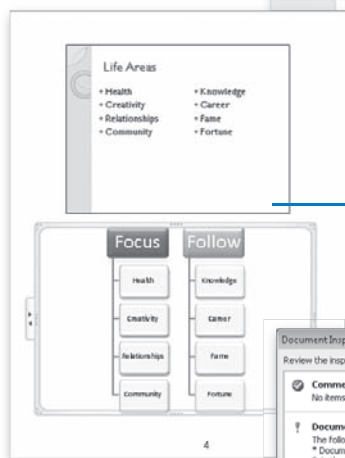 Life Areas
• Health
• Creativity
• Relationships
• Community
• Knowledge
• Career
• Fame
• Fortune
Focus
Follow
Health
Knowledge
Creativity
Career
Relationships
Fame
Community
Fortune
4
Document Insp
Review the insp
Comme
No items
Docume
The follo
* Docum